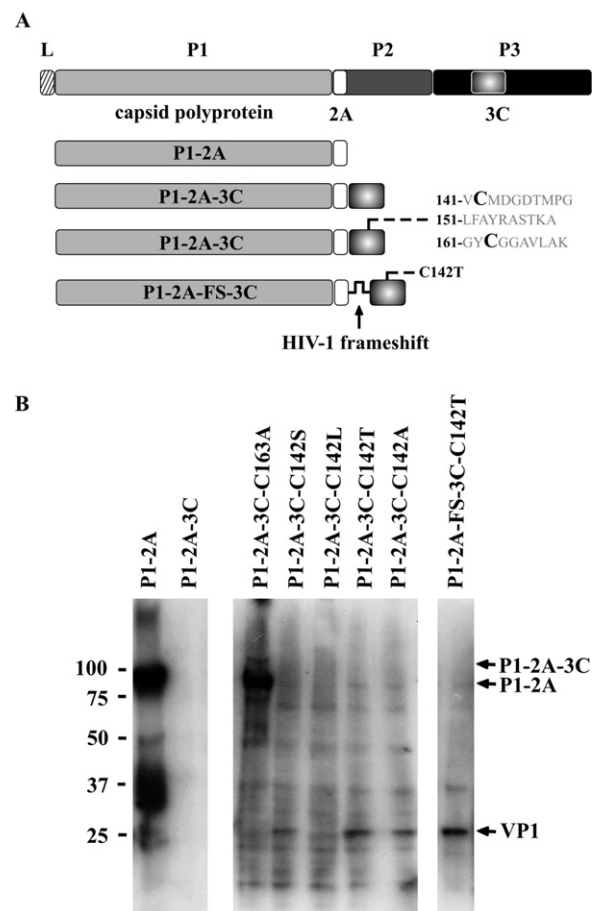 A
L P1 P2 P3
capsid polyprotein 2A 3C
P1-2A
P1-2A-3C
141-VCMDGDTMPG
151-LFAYRASTKA
P1-2A-3C
161-GYCGGAVLAK
C142T
P1-2A-FS-3C
HIV-1 frameshift
B
P1-2A
P1-2A-3C
P1-2A-3C-C163A
P1-2A-3C-C142S
P1-2A-3C-C142L
P1-2A-3C-C142T
P1-2A-3C-C142A
P1-2A-FS-3C-C142T
100 -
75 -
50 -
37 -
25 -
P1-2A-3C
P1-2A
VP1